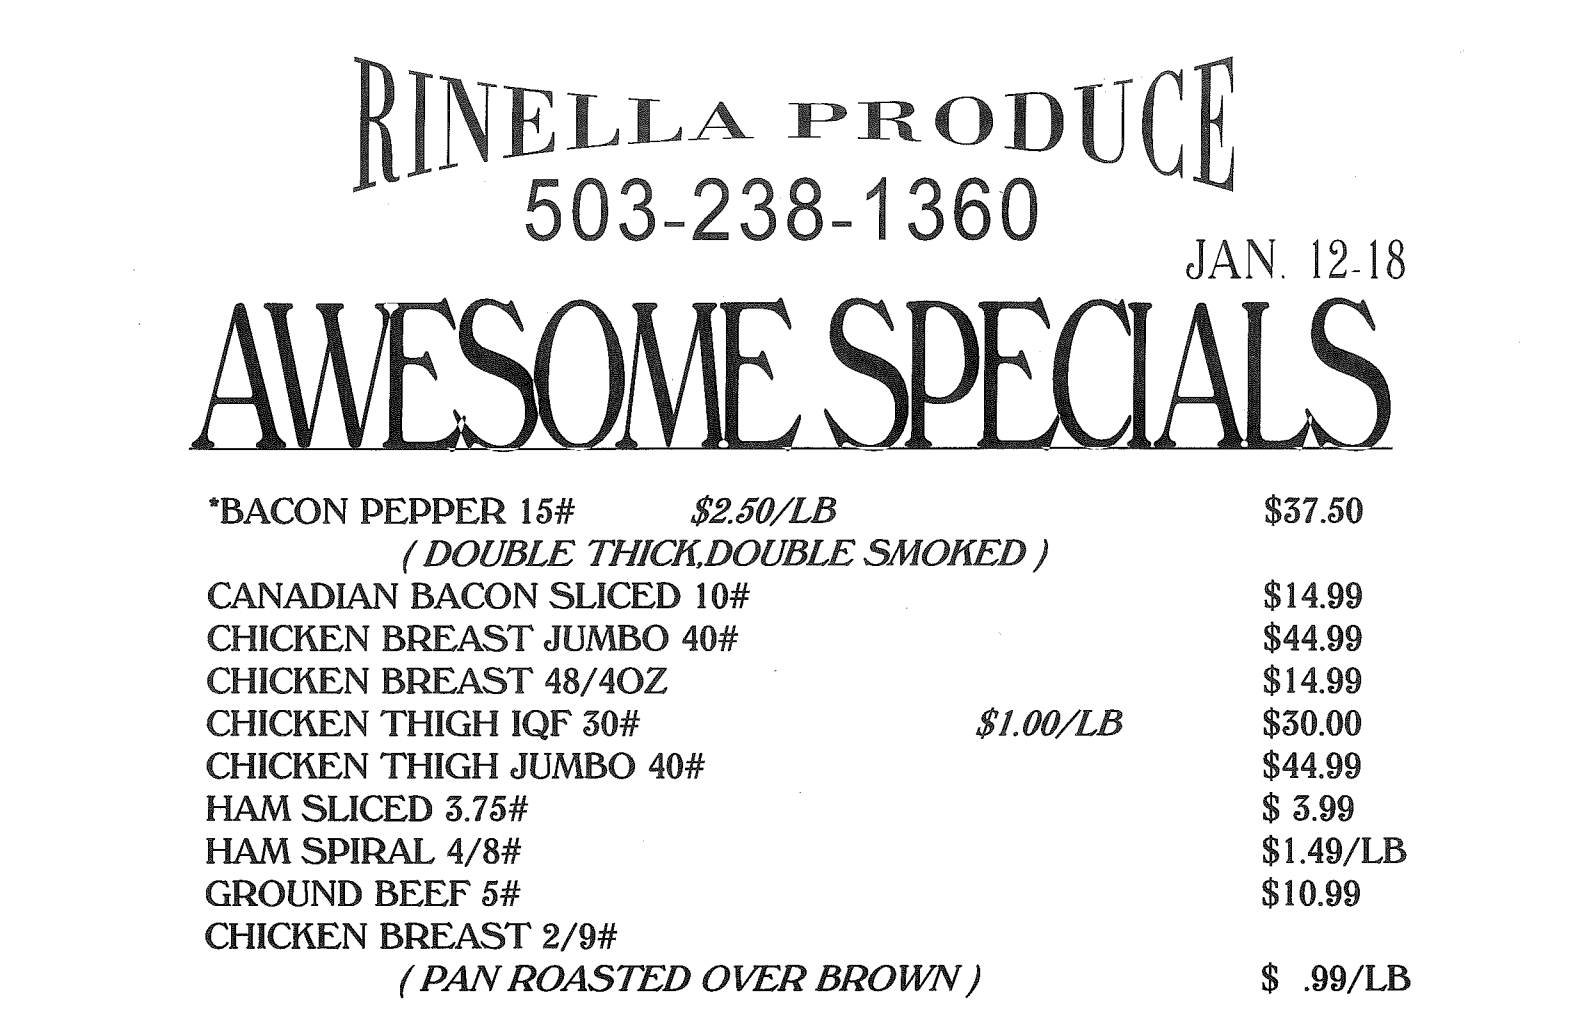 RINELLA PRODUCE
503-238-1360
JAN. 12-18
AWESOME SPECIALS
*BACON PEPPER 15# $2.50/LB $37.50
( DOUBLE THICK,DOUBLE SMOKED )
CANADIAN BACON SLICED 10# $14.99
CHICKEN BREAST JUMBO 40# $44.99
CHICKEN BREAST 48/4OZ $14.99
CHICKEN THIGH IQF 30# $1.00/LB $30.00
CHICKEN THIGH JUMBO 40# $44.99
HAM SLICED 3.75# $ 3.99
HAM SPIRAL 4/8# $1.49/LB
GROUND BEEF 5# $10.99
CHICKEN BREAST 2/9#
( PAN ROASTED OVER BROWN ) $ .99/LB